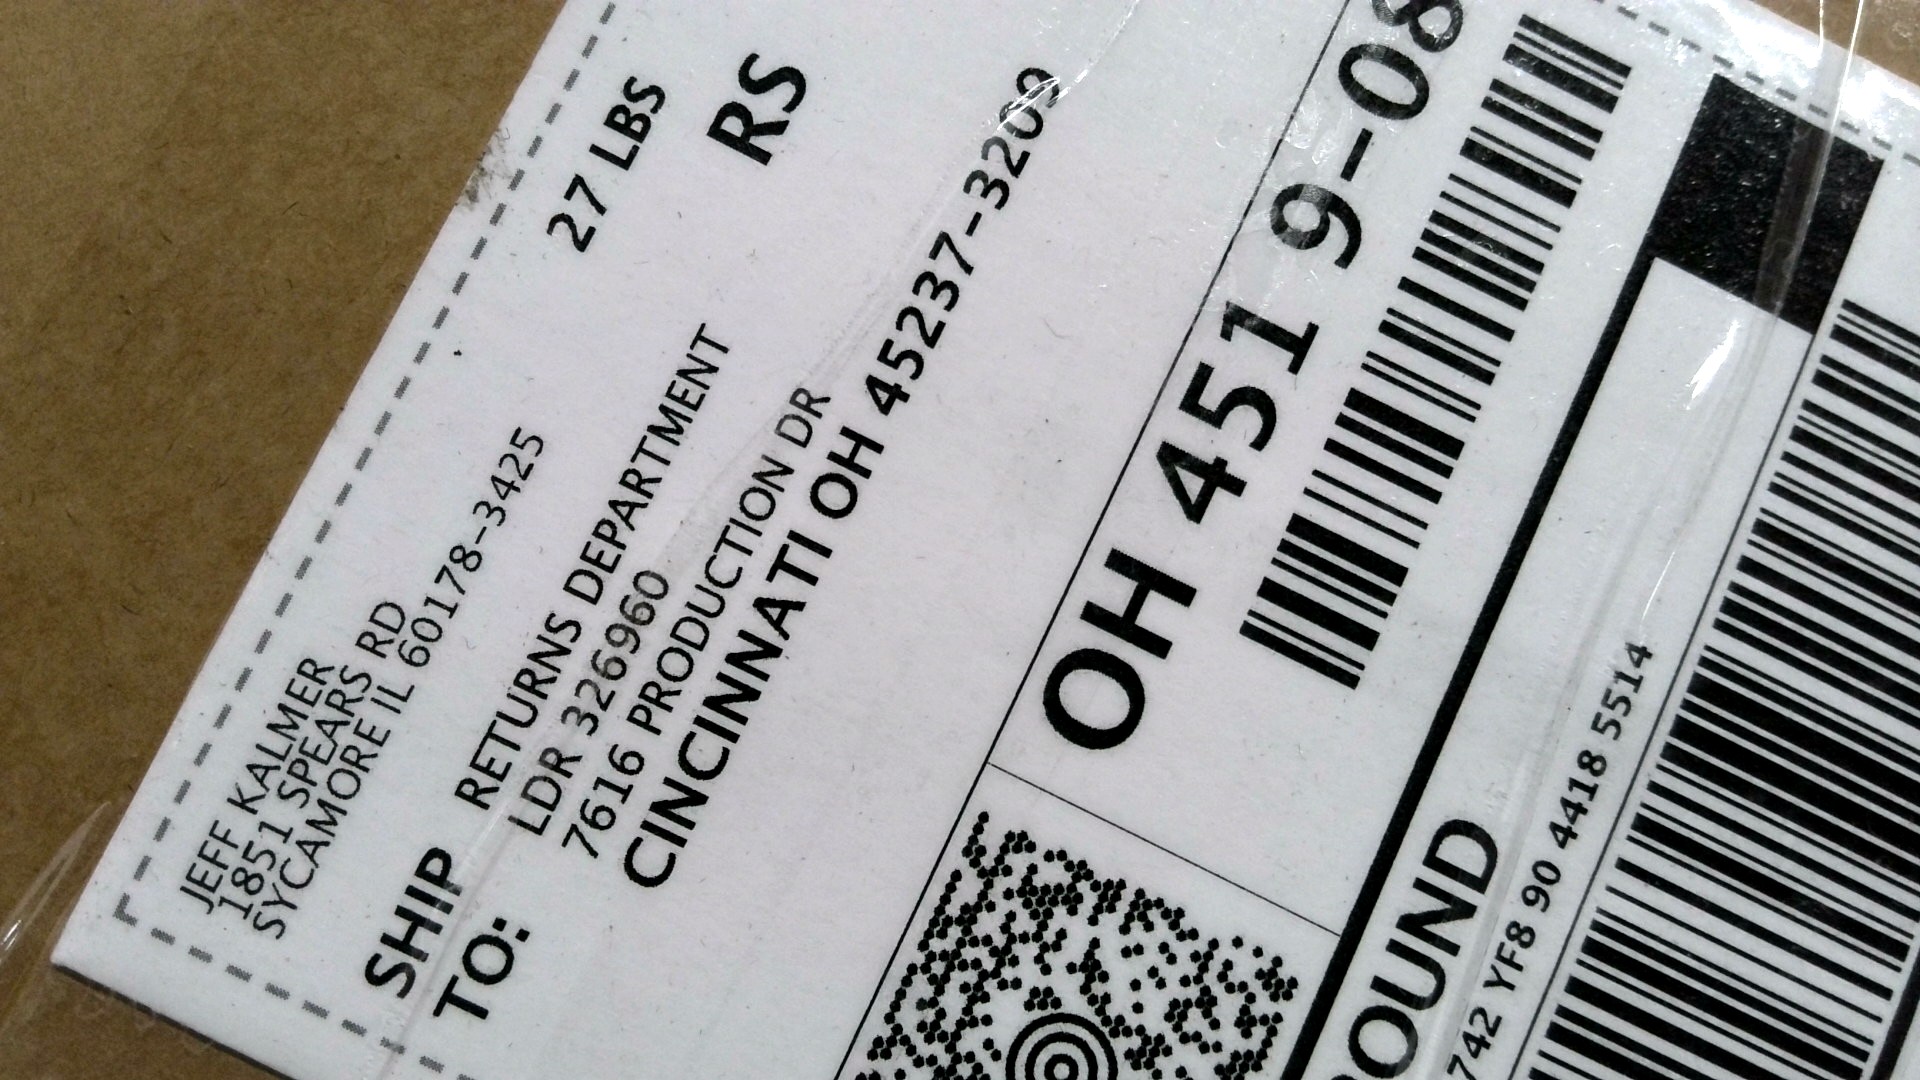 JEFF KALMER
1851 SPEARS RD
SYCAMORE IL 60178-3425
27 LBS
RS
SHIP
TO:
RETURNS DEPARTMENT
LDR 326960
7616 PRODUCTION DR
CINCINNATI OH 45237-3209
OH 451 9-08
OUND
742 YF8 90 4418 5514